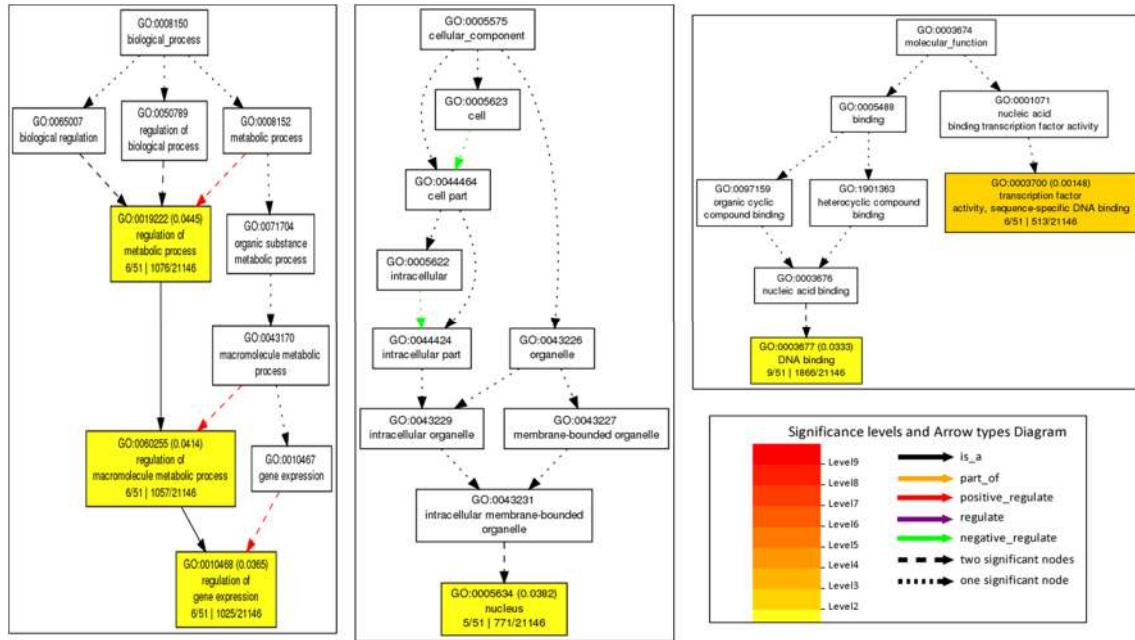 GO:0008150
biological_process
GO:0065007
biological regulation
GO:0050789
regulation of
biological process
GO:0008152
metabolic process
GO:0019222 (0.0445)
regulation of
metabolic process
6/51 | 1076/21146
GO:0071704
organic substance
metabolic process
GO:0043170
macromolecule metabolic
process
GO:0060255 (0.0414)
regulation of
macromolecule metabolic process
6/51 | 1057/21146
GO:0010467
gene expression
GO:0010468 (0.0365)
regulation of
gene expression
6/51 | 1025/21146
GO:0005575
cellular_component
GO:0005623
cell
GO:0044464
cell part
GO:0005622
intracellular
GO:0044424
intracellular part
GO:0043226
organelle
GO:0043229
intracellular organelle
GO:0043227
membrane-bounded organelle
GO:0043231
intracellular membrane-bounded
organelle
GO:0005634 (0.0382)
nucleus
5/51 | 771/21146
GO:0003674
molecular_function
GO:0005488
binding
GO:0001071
nucleic acid
binding transcription factor activity
GO:0097159
organic cyclic
compound binding
GO:1901363
heterocyclic compound
binding
GO:0003700 (0.00148)
transcription factor
activity, sequence-specific DNA binding
6/51 | 513/21146
GO:0003676
nucleic acid binding
GO:0003677 (0.0333)
DNA binding
9/51 | 1866/21146
Significance levels and Arrow types Diagram
Level9
Level8
Level7
Level6
Level5
Level4
Level3
Level2
is_a
part_of
positive_regulate
regulate
negative_regulate
two significant nodes
one significant node